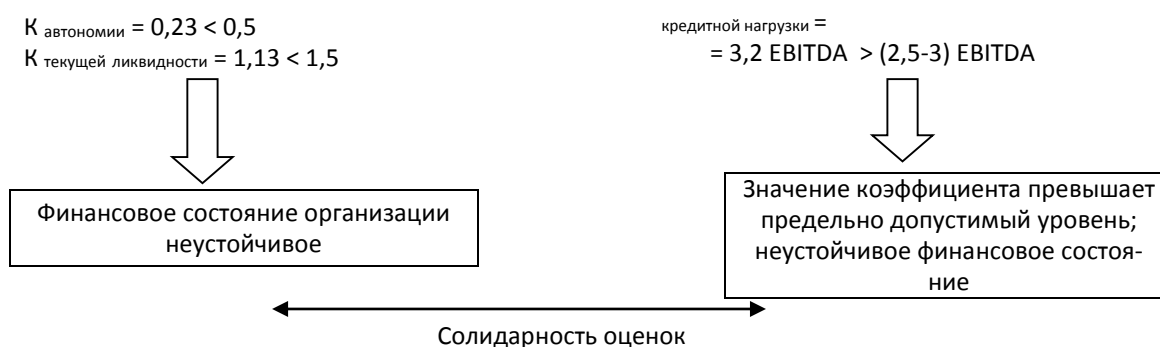 К автономии = 0,23 < 0,5
К текущей ликвидности = 1,13 < 1,5
кредитной нагрузки =
= 3,2 EBITDA > (2,5-3) EBITDA
Финансовое состояние организации
неустойчивое
Значение коэффициента превышает
предельно допустимый уровень;
неустойчивое финансовое состоя-
ние
Солидарность оценок